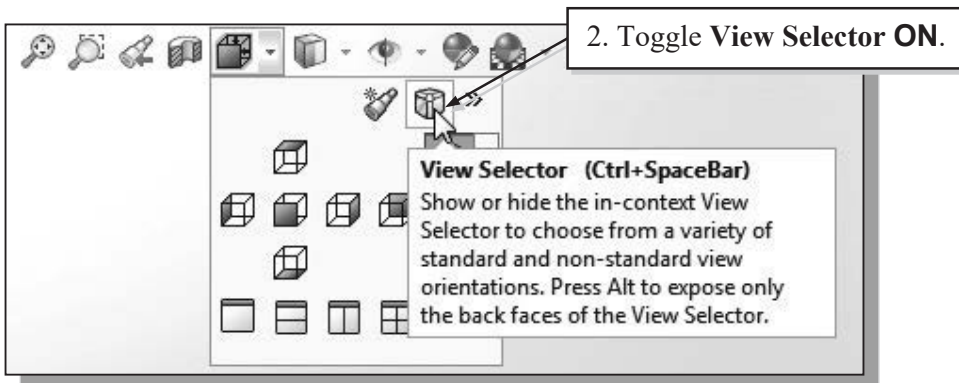 2. Toggle View Selector ON.
View Selector (Ctrl+SpaceBar)
Show or hide the in-context View
Selector to choose from a variety of
standard and non-standard view
orientations. Press Alt to expose only
the back faces of the View Selector.